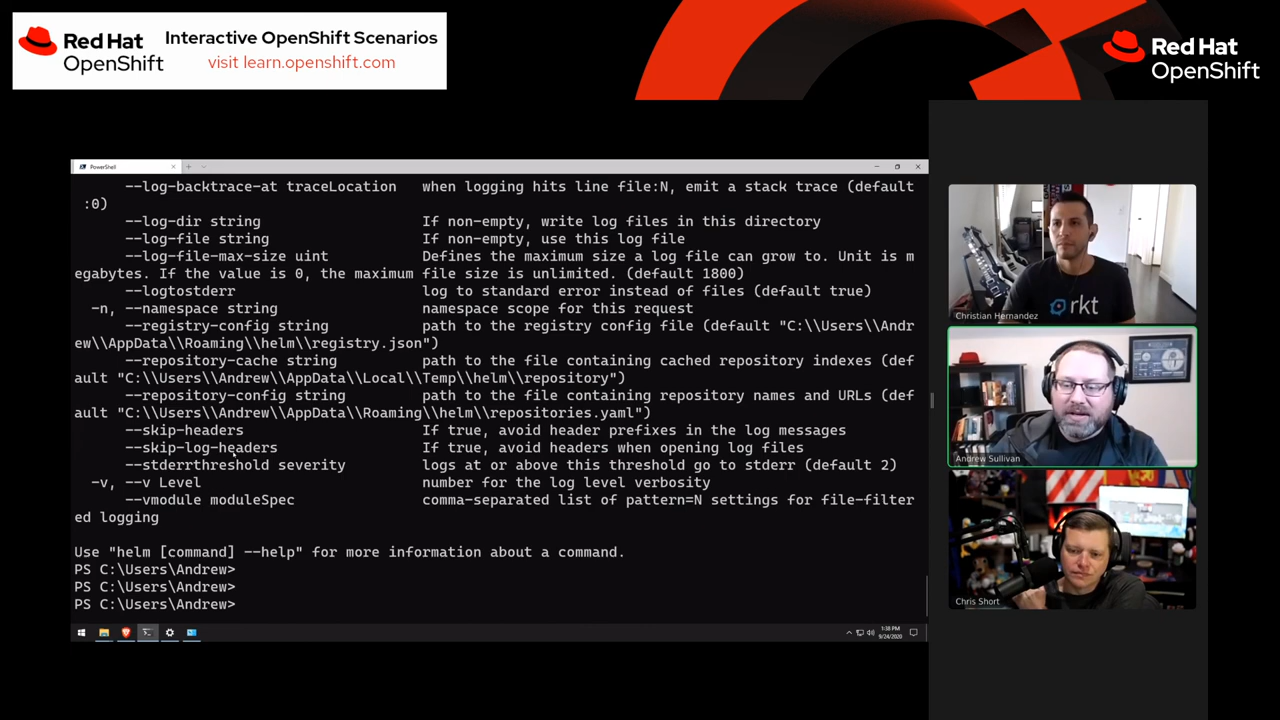 Red Hat
OpenShift
Interactive OpenShift Scenarios
visit learn.openshift.com
Red Hat
OpenShift
PowerShell
--log-backtrace-at traceLocation   when logging hits line file:N, emit a stack trace (default
:0)
--log-dir string   If non-empty, write log files in this directory
--log-file string   If non-empty, use this log file
--log-file-max-size uint   Defines the maximum size a log file can grow to. Unit is m
egabytes. If the value is 0, the maximum file size is unlimited. (default 1800)
--logtostderr   log to standard error instead of files (default true)
-n, --namespace string   namespace scope for this request
--registry-config string   path to the registry config file (default "C:\\Users\\Andr
ew\\AppData\\Roaming\\helm\\registry.json")
--repository-cache string   path to the file containing cached repository indexes (def
ault "C:\\Users\\Andrew\\AppData\\Local\\Temp\\helm\\repository")
--repository-config string   path to the file containing repository names and URLs (def
ault "C:\\Users\\Andrew\\AppData\\Roaming\\helm\\repositories.yaml")
--skip-headers   If true, avoid header prefixes in the log messages
--skip-log-headers   If true, avoid headers when opening log files
--stderrthreshold severity   logs at or above this threshold go to stderr (default 2)
-v, --v Level   number for the log level verbosity
--vmodule moduleSpec   comma-separated list of pattern=N settings for file-filter
ed logging
Use "helm [command] --help" for more information about a command.
PS C:\Users\Andrew>
PS C:\Users\Andrew>
PS C:\Users\Andrew>
1:38 PM
9/24/2020
rkt
Christian Hernandez
Andrew Sullivan
Chris Short